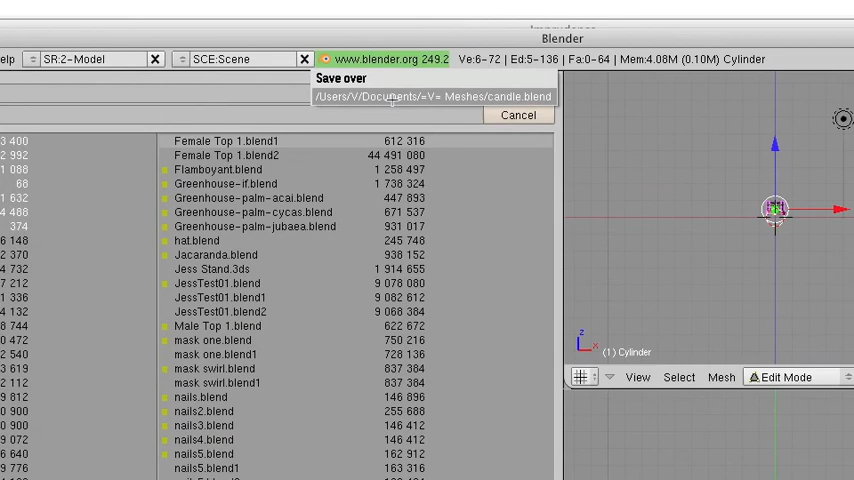 Imprudence
Blender
elp
SR:2-Model
SCE:Scene
www.blender.org 249.2
Ve:6-72 | Ed:5-136 | Fa:0-64 | Mem:4.08M (0.10M) Cylinder
Save over
/Users/V/Documents/=V= Meshes/candle.blend
Cancel
3 400 Female Top 1.blend1 612 316
2 992 Female Top 1.blend2 44 491 080
1 088 Flamboyant.blend 1 258 497
68 Greenhouse-if.blend 1 738 324
1 632 Greenhouse-palm-acai.blend 447 893
4 488 Greenhouse-palm-cycas.blend 671 537
374 Greenhouse-palm-jubaea.blend 931 017
6 148 hat.blend 245 748
2 370 Jacaranda.blend 938 152
4 732 Jess Stand.3ds 1 914 655
7 212 JessTest01.blend 9 078 080
5 100 JessTest01.blend1 9 082 612
4 132 JessTest01.blend2 9 068 384
8 744 Male Top 1.blend 622 672
0 472 mask one.blend 750 216
5 144 mask one.blend1 728 136
3 619 mask swirl.blend 837 384
2 112 mask swirl.blend1 837 384
9 812 nails.blend 146 896
0 900 nails2.blend 255 688
9 440 nails3.blend 146 412
9 072 nails4.blend 146 412
6 640 nails5.blend 162 912
9 776 nails5.blend1 163 316
z
x
(1) Cylinder
View Select Mesh Edit Mode